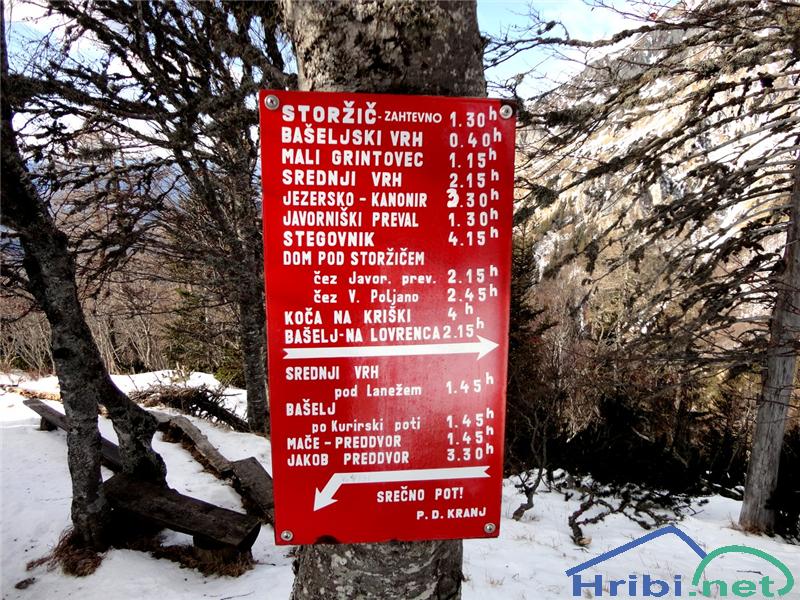 STORŽIČ - ZAHTEVNO 1.30 h
BAŠELJSKI VRH 0.40 h
MALI GRINTOVEC 1.15 h
SREDNJI VRH 2.15 h
JEZERSKO - KANONIR 3.30 h
JAVORNIŠKI PREVAL 1.30 h
STEGOVNIK 4.15 h
DOM POD STORŽIČEM
čez Javor. prev. 2.15 h
čez V. Poljano 2.45 h
KOČA NA KRIŠKI 4 h
BAŠELJ-NA LOVRENCA 2.15 h
SREDNJI VRH
pod Lanežem 1.45 h
BAŠELJ
po Kurirski poti 1.45 h
MAČE - PREDDVOR 1.45 h
JAKOB PREDDVOR 3.30 h
SREČNO POT!
P.D. KRANJ
Hribi.net